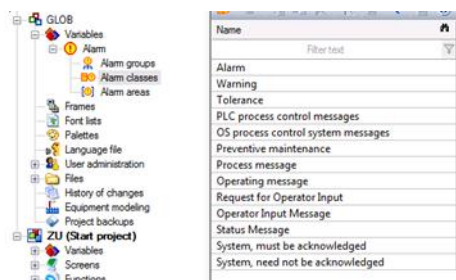 GLOB
Variables
Alarm
Alarm groups
Alarm classes
Alarm areas
Frames
Font lists
Palettes
Language file
User administration
Files
History of changes
Equipment modeling
Project backups
ZU (Start project)
Variables
Screens
Functions
Name
Filter text
Alarm
Warning
Tolerance
PLC process control messages
OS process control system messages
Preventive maintenance
Process message
Operating message
Request for Operator Input
Operator Input Message
Status Message
System, must be acknowledged
System, need not be acknowledged